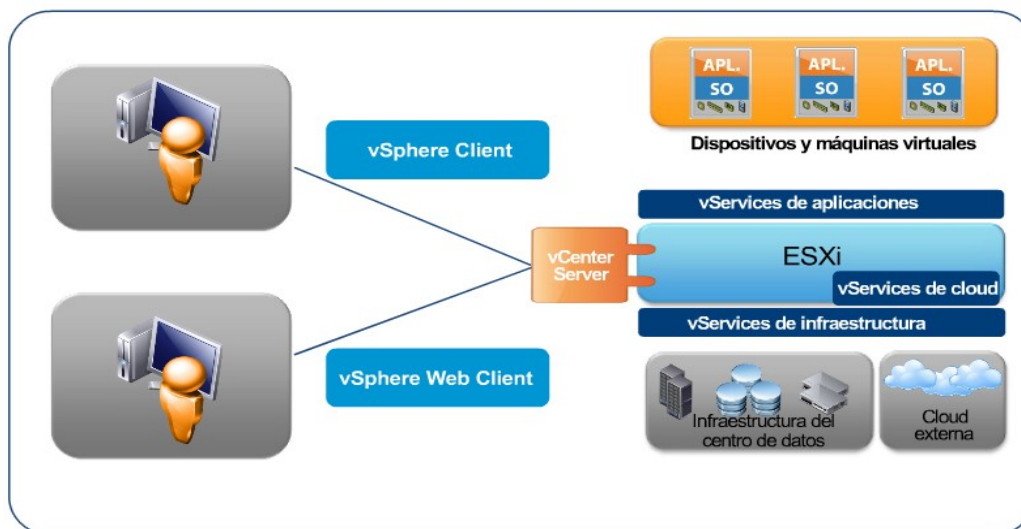 APL.
SO
APL.
SO
APL.
SO
Dispositivos y máquinas virtuales
vSphere Client
vServices de aplicaciones
vCenter
Server
ESXi
vServices de cloud
vServices de infraestructura
vSphere Web Client
Infraestructura del
centro de datos
Cloud
externa